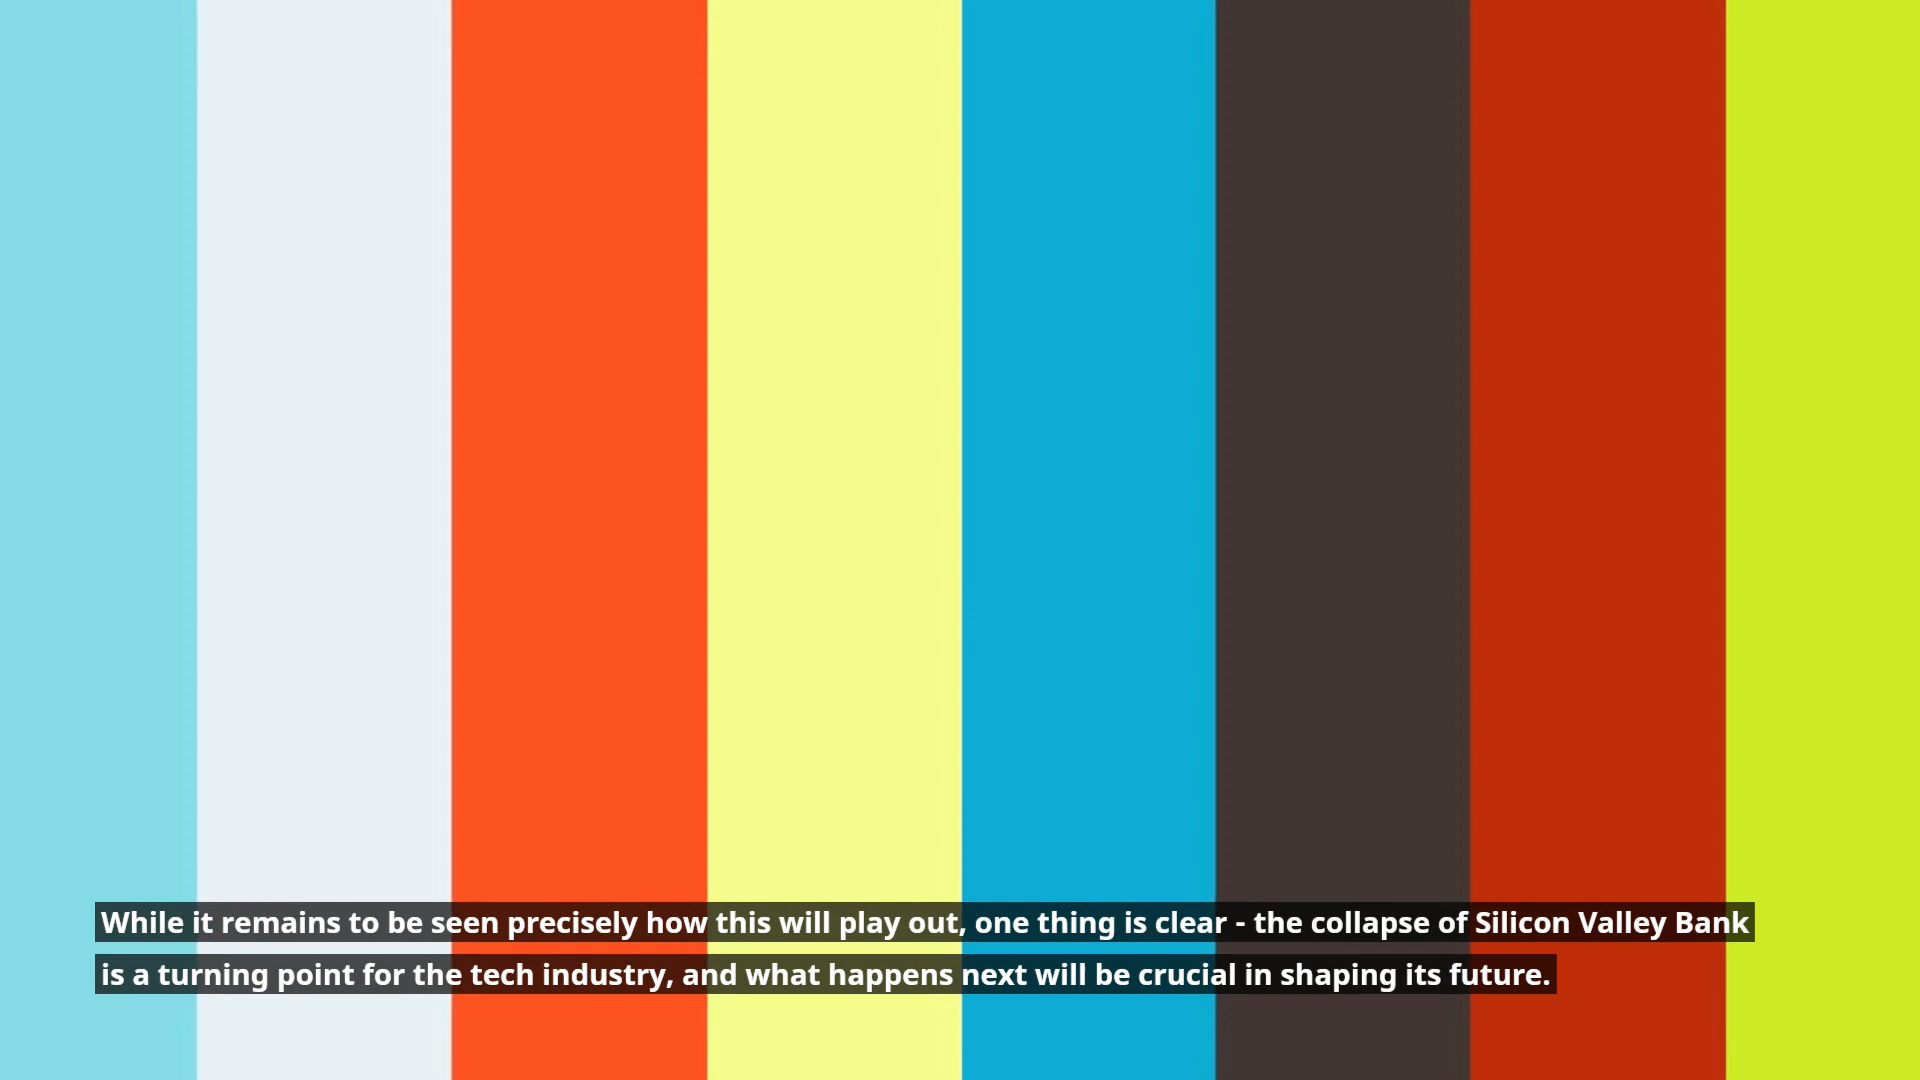 While it remains to be seen precisely how this will play out, one thing is clear - the collapse of Silicon Valley Bank
is a turning point for the tech industry, and what happens next will be crucial in shaping its future.